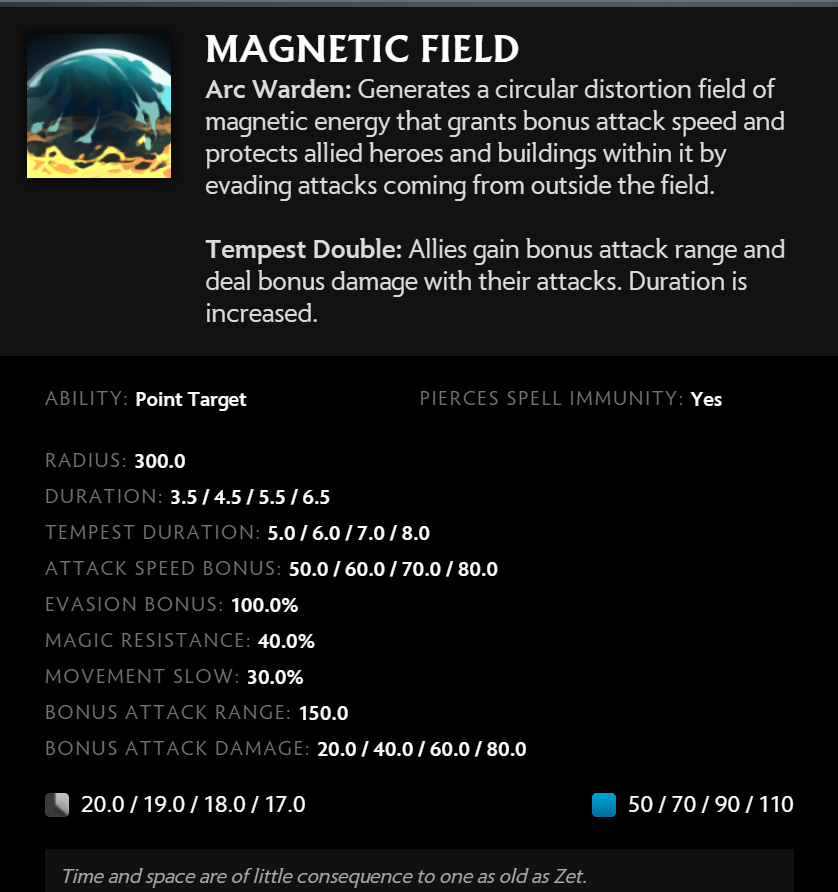 MAGNETIC FIELD
Arc Warden: Generates a circular distortion field of
magnetic energy that grants bonus attack speed and
protects allied heroes and buildings within it by
evading attacks coming from outside the field.
Tempest Double: Allies gain bonus attack range and
deal bonus damage with their attacks. Duration is
increased.
ABILITY: Point Target PIERCES SPELL IMMUNITY: Yes
RADIUS: 300.0
DURATION: 3.5 / 4.5 / 5.5 / 6.5
TEMPEST DURATION: 5.0 / 6.0 / 7.0 / 8.0
ATTACK SPEED BONUS: 50.0 / 60.0 / 70.0 / 80.0
EVASION BONUS: 100.0%
MAGIC RESISTANCE: 40.0%
MOVEMENT SLOW: 30.0%
BONUS ATTACK RANGE: 150.0
BONUS ATTACK DAMAGE: 20.0 / 40.0 / 60.0 / 80.0
20.0 / 19.0 / 18.0 / 17.0 50 / 70 / 90 / 110
Time and space are of little consequence to one as old as Zet.